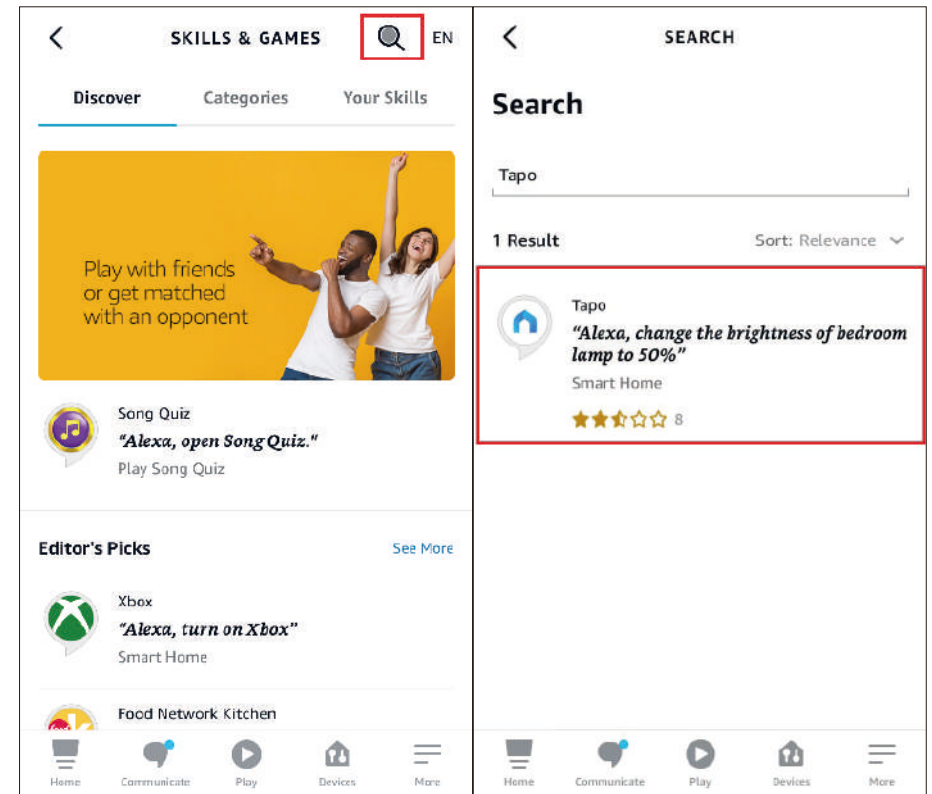 SKILLS & GAMES
EN
Discover
Categories
Your Skills
Play with friends
or get matched
with an opponent
Song Quiz
"Alexa, open Song Quiz."
Play Song Quiz
Editor's Picks
See More
Xbox
"Alexa, turn on Xbox"
Smart Home
Food Network Kitchen
food
k
Home
Communicate
Play
Devices
More
SEARCH
Search
Tapo
1 Result
Sort: Relevance
Tapo
"Alexa, change the brightness of bedroom
lamp to 50%"
Smart Home
8
Home
Communicate
Play
Devices
More